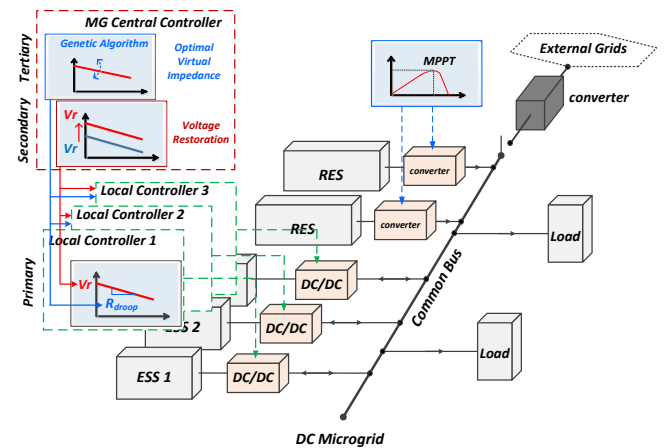 MG Central Controller
Tertiary
Genetic Algorithm
Optimal
Virtual
Impedance
Secondary
Vr
Vr
Voltage
Restoration
MPPT
External Grids
converter
RES
converter
RES
converter
Load
Local Controller 3
Local Controller 2
Local Controller 1
Primary
Vr
Rdroop
DC/DC
ESS 2
DC/DC
ESS 1
DC/DC
Common Bus
Load
DC Microgrid